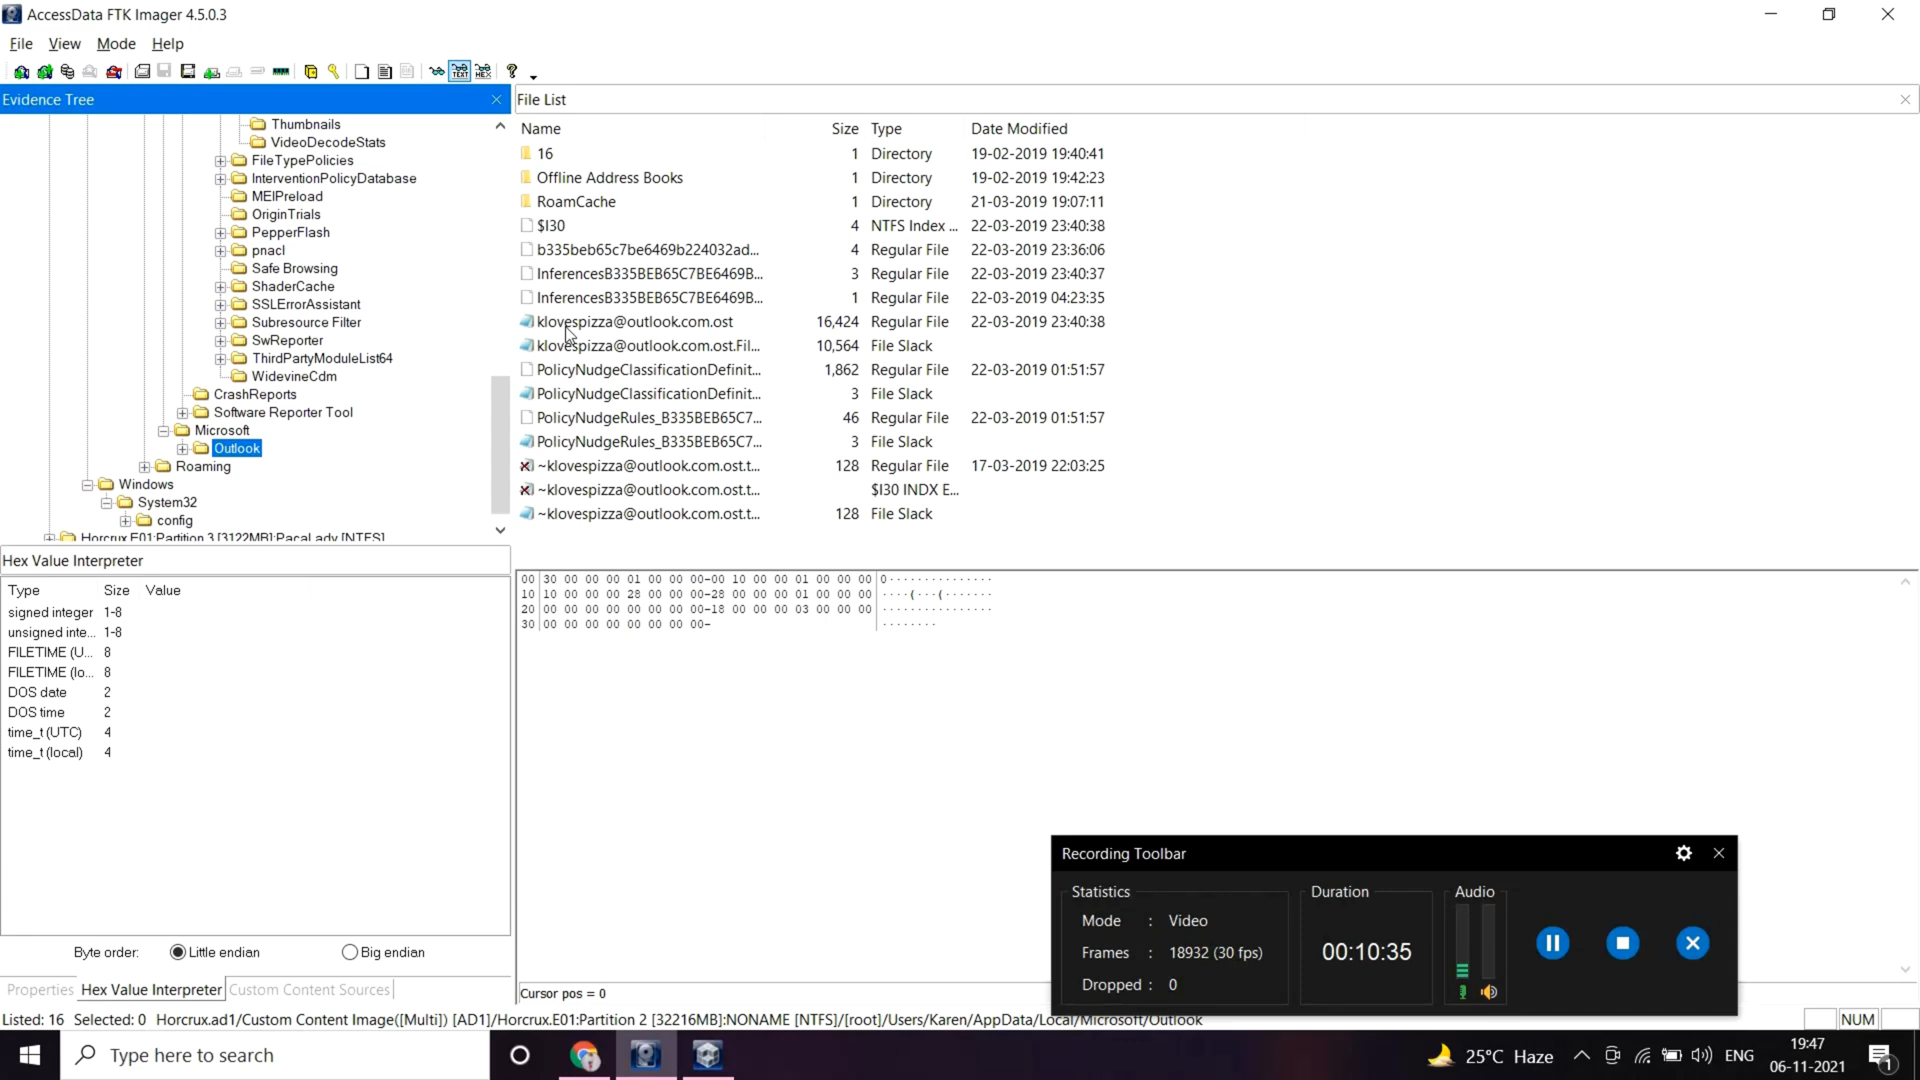 AccessData FTK Imager 4.5.0.3
File View Mode Help
Evidence Tree
Thumbnails
VideoDecodeStats
FileTypePolicies
InterventionPolicyDatabase
MEIPreload
OriginTrials
PepperFlash
pnacl
Safe Browsing
ShaderCache
SSLErrorAssistant
Subresource Filter
SwReporter
ThirdPartyModuleList64
WidevineCdm
CrashReports
Software Reporter Tool
Microsoft
Outlook
Roaming
Windows
System32
config
Horcrux.E01:Partition 3 [3122MB]:PacaLady [NTFS]
File List
Name Size Type Date Modified
16 1 Directory 19-02-2019 19:40:41
Offline Address Books 1 Directory 19-02-2019 19:42:23
RoamCache 1 Directory 21-03-2019 19:07:11
$I30 4 NTFS Index ... 22-03-2019 23:40:38
b335beb65c7be6469b224032ad... 4 Regular File 22-03-2019 23:36:06
InferencesB335BEB65C7BE6469B... 3 Regular File 22-03-2019 23:40:37
InferencesB335BEB65C7BE6469B... 1 Regular File 22-03-2019 04:23:35
klovespizza@outlook.com.ost 16,424 Regular File 22-03-2019 23:40:38
klovespizza@outlook.com.ost.Fil... 10,564 File Slack
PolicyNudgeClassificationDefinit... 1,862 Regular File 22-03-2019 01:51:57
PolicyNudgeClassificationDefinit... 3 File Slack
PolicyNudgeRules_B335BEB65C7... 46 Regular File 22-03-2019 01:51:57
PolicyNudgeRules_B335BEB65C7... 3 File Slack
~klovespizza@outlook.com.ost.t... 128 Regular File 17-03-2019 22:03:25
~klovespizza@outlook.com.ost.t... $I30 INDX E...
~klovespizza@outlook.com.ost.t... 128 File Slack
Hex Value Interpreter
Type Size Value
signed integer 1-8
unsigned inte... 1-8
FILETIME (U... 8
FILETIME (lo... 8
DOS date 2
DOS time 2
time_t (UTC) 4
time_t (local) 4
Byte order: Little endian Big endian
Properties Hex Value Interpreter Custom Content Sources
00 30 00 00 00 01 00 00 00-00 10 00 00 01 00 00 00 0···············
10 10 00 00 00 28 00 00 00-28 00 00 00 01 00 00 00 ····(···(·······
20 00 00 00 00 00 00 00 00-18 00 00 00 03 00 00 00 ················
30 00 00 00 00 00 00 00 00- ········
Cursor pos = 0
Recording Toolbar
Statistics
Mode : Video
Frames : 18932 (30 fps)
Dropped : 0
Duration
00:10:35
Audio
Listed: 16 Selected: 0 Horcrux.ad1/Custom Content Image([Multi]) [AD1]/Horcrux.E01:Partition 2 [32216MB]:NONAME [NTFS]/[root]/Users/Karen/AppData/Local/Microsoft/Outlook
NUM
Type here to search
25°C Haze
ENG
19:47
06-11-2021
1